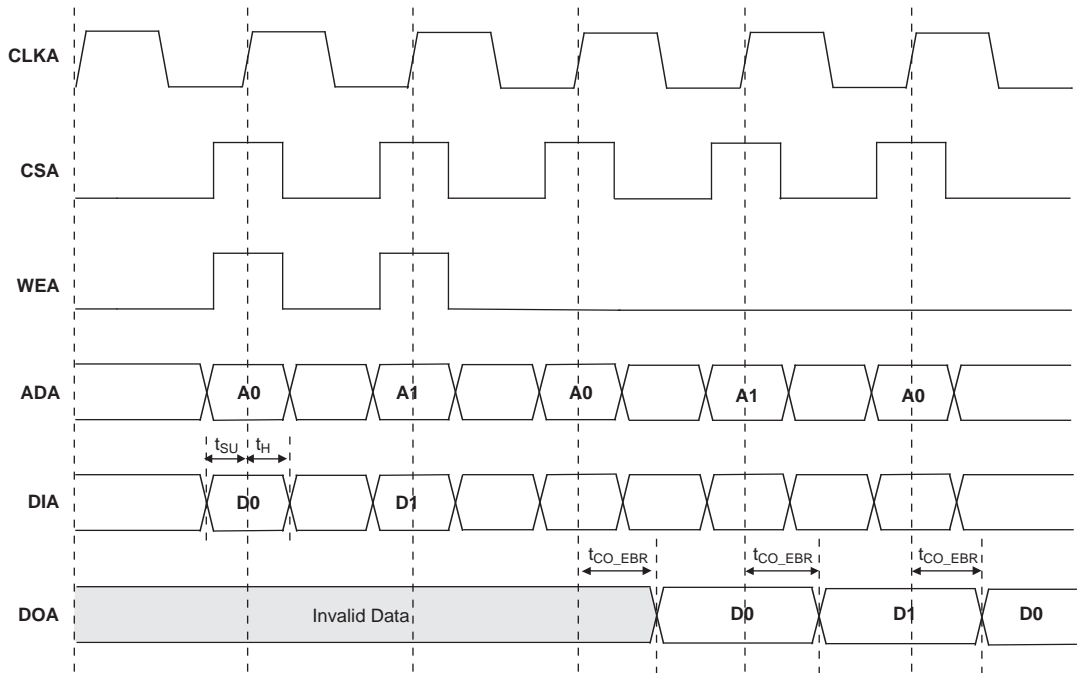 CLKA
CSA
WEA
ADA A0 A1 A0 A1 A0
tSU tH
DIA D0 D1
tCO_EBR tCO_EBR tCO_EBR
DOA Invalid Data D0 D1 D0